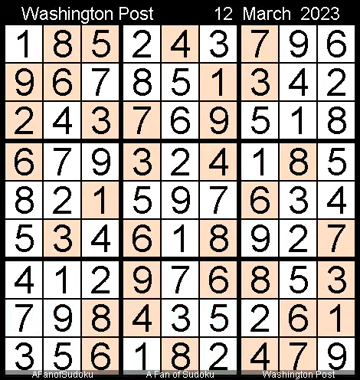 Washington Post 12 March 2023
1 8 5 2 4 3 7 9 6
9 6 7 8 5 1 3 4 2
2 4 3 7 6 9 5 1 8
6 7 9 3 2 4 1 8 5
8 2 1 5 9 7 6 3 4
5 3 4 6 1 8 9 2 7
4 1 2 9 7 6 8 5 3
7 9 8 4 3 5 2 6 1
3 5 6 1 8 2 4 7 9
AFanofSudoku A Fan of Sudoku Washington Post